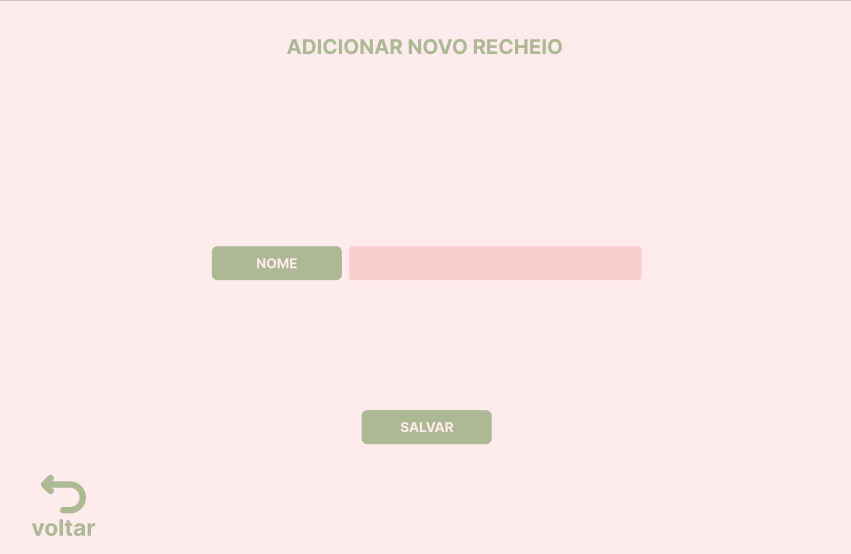 ADICIONAR NOVO RECHEIO
NOME
SALVAR
voltar